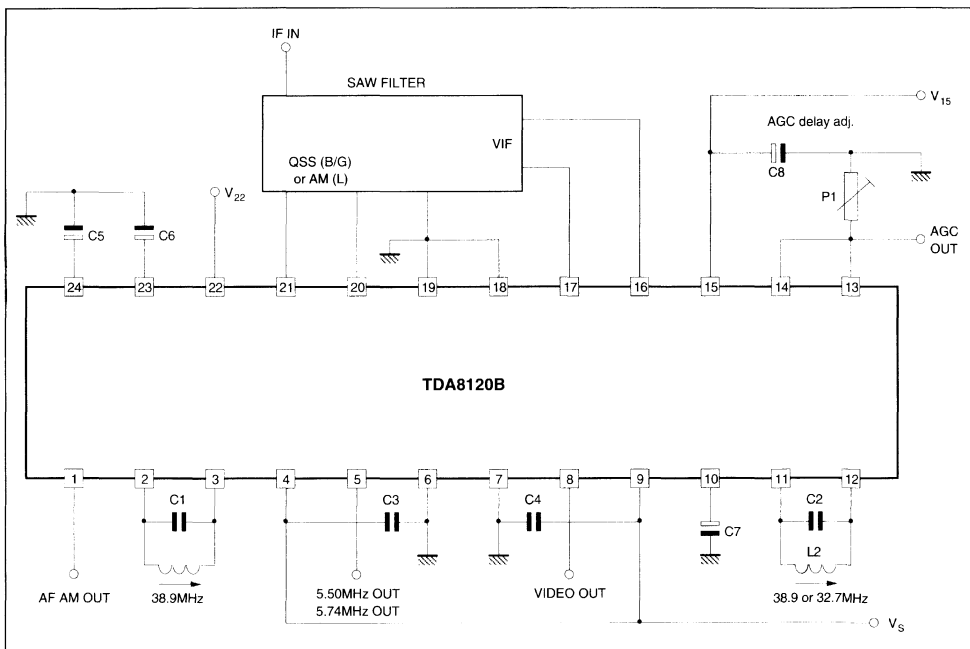 IF IN
SAW FILTER
V15
AGC delay adj.
VIF
QSS (B/G)
or AM (L)
C8
V22
P1
C5
C6
AGC
OUT
24
23
22
21
20
19
18
17
16
15
14
13
TDA8120B
1
2
3
4
5
6
7
8
9
10
11
12
C1
C3
C4
C7
C2
L2
AF AM OUT
38.9MHz
5.50MHz OUT
5.74MHz OUT
VIDEO OUT
38.9 or 32.7MHz
VS